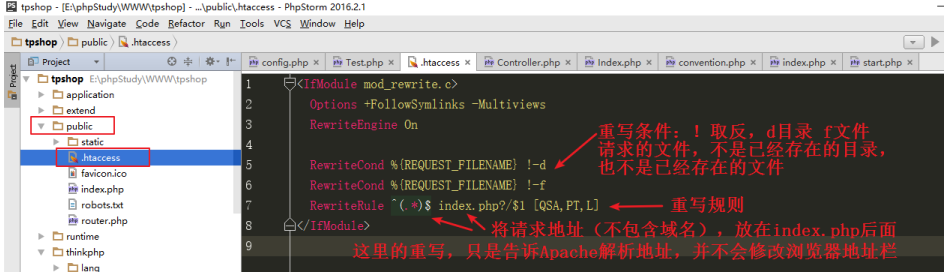 tpshop - [E:\phpStudy\WWW\tpshop] - ...\public\.htaccess - PhpStorm 2016.2.1
File Edit View Navigate Code Refactor Run Tools VCS Window Help
tpshop public .htaccess
Project
Project
config.php × Test.php × .htaccess × Controller.php × Index.php × convention.php × index.php × start.php ×
tpshop E:\phpStudy\WWW\tpshop
application
extend
public
static
.htaccess
favicon.ico
index.php
robots.txt
router.php
runtime
thinkphp
lang
1 <IfModule mod_rewrite.c>
2 Options +FollowSymlinks -Multiviews
3 RewriteEngine On
4
5 RewriteCond %{REQUEST_FILENAME} !-d
6 RewriteCond %{REQUEST_FILENAME} !-f
7 RewriteRule ^(.*)$ index.php?/$1 [QSA,PT,L]
8 </IfModule>
9
重写条件：! 取反，d目录 f文件
请求的文件，不是已经存在的目录，
也不是已经存在的文件
重写规则
将请求地址（不包含域名），放在index.php后面
这里的重写，只是告诉Apache解析地址，并不会修改浏览器地址栏